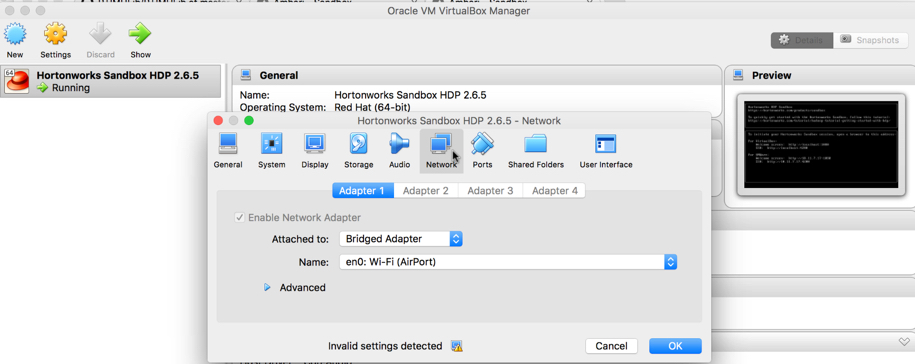 Oracle VM VirtualBox Manager
New
Settings
Discard
Show
Details
Snapshots
64
Hortonworks Sandbox HDP 2.6.5
Running
General
Name: Hortonworks Sandbox HDP 2.6.5
Operating System: Red Hat (64-bit)
Preview
Hortonworks Sandbox HDP 2.6.5 - Network
General
System
Display
Storage
Audio
Network
Ports
Shared Folders
User Interface
Adapter 1
Adapter 2
Adapter 3
Adapter 4
Enable Network Adapter
Attached to: Bridged Adapter
Name: en0: Wi-Fi (AirPort)
Advanced
Invalid settings detected
Cancel
OK